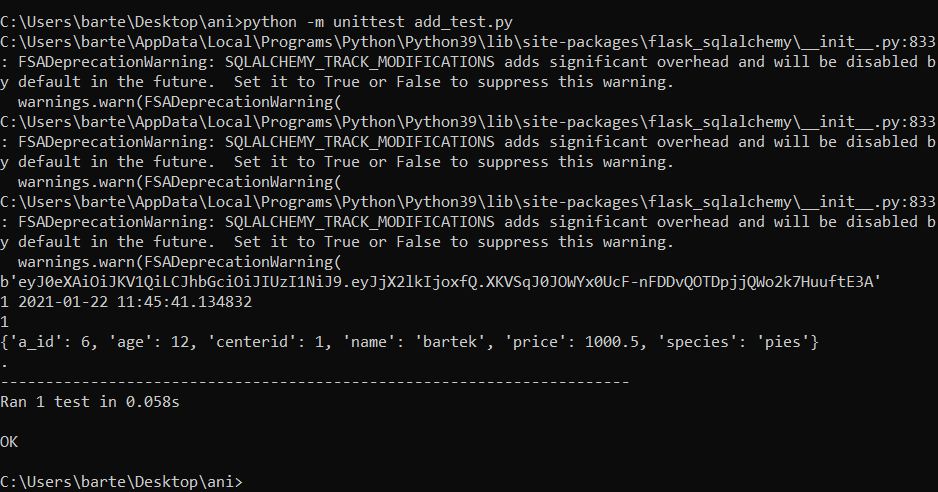 C:\Users\barte\Desktop\ani>python -m unittest add_test.py
C:\Users\barte\AppData\Local\Programs\Python\Python39\lib\site-packages\flask_sqlalchemy\__init__.py:833
: FSADeprecationWarning: SQLALCHEMY_TRACK_MODIFICATIONS adds significant overhead and will be disabled b
y default in the future.  Set it to True or False to suppress this warning.
  warnings.warn(FSADeprecationWarning(
C:\Users\barte\AppData\Local\Programs\Python\Python39\lib\site-packages\flask_sqlalchemy\__init__.py:833
: FSADeprecationWarning: SQLALCHEMY_TRACK_MODIFICATIONS adds significant overhead and will be disabled b
y default in the future.  Set it to True or False to suppress this warning.
  warnings.warn(FSADeprecationWarning(
C:\Users\barte\AppData\Local\Programs\Python\Python39\lib\site-packages\flask_sqlalchemy\__init__.py:833
: FSADeprecationWarning: SQLALCHEMY_TRACK_MODIFICATIONS adds significant overhead and will be disabled b
y default in the future.  Set it to True or False to suppress this warning.
  warnings.warn(FSADeprecationWarning(
b'eyJ0eXAiOiJKV1QiLCJhbGciOiJIUzI1NiJ9.eyJjX2lkIjoxfQ.XKVSqJ0JOWYx0UcF-nFDDvQOTDpjjQWo2k7HuuftE3A'
1 2021-01-22 11:45:41.134832
1
{'a_id': 6, 'age': 12, 'centerid': 1, 'name': 'bartek', 'price': 1000.5, 'species': 'pies'}
.
----------------------------------------------------------------------
Ran 1 test in 0.058s
OK
C:\Users\barte\Desktop\ani>